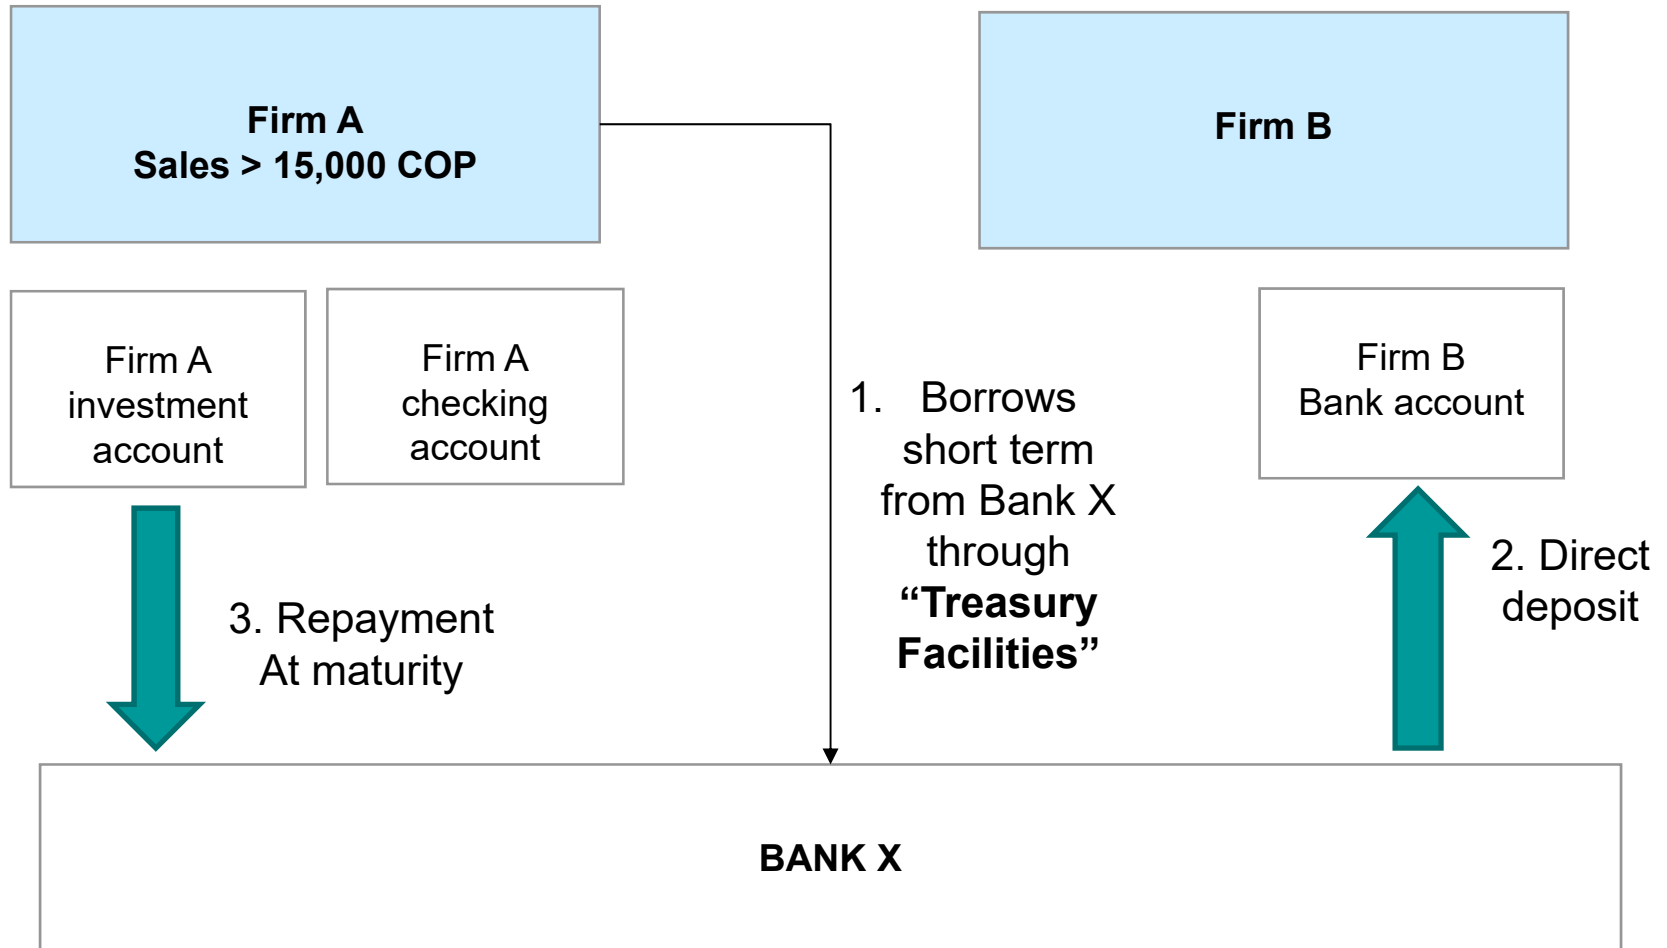 Firm A
Sales > 15,000 COP
Firm B
Firm A
investment
account
Firm A
checking
account
1. Borrows
short term
from Bank X
through
“Treasury
Facilities”
Firm B
Bank account
2. Direct
deposit
3. Repayment
At maturity
BANK X